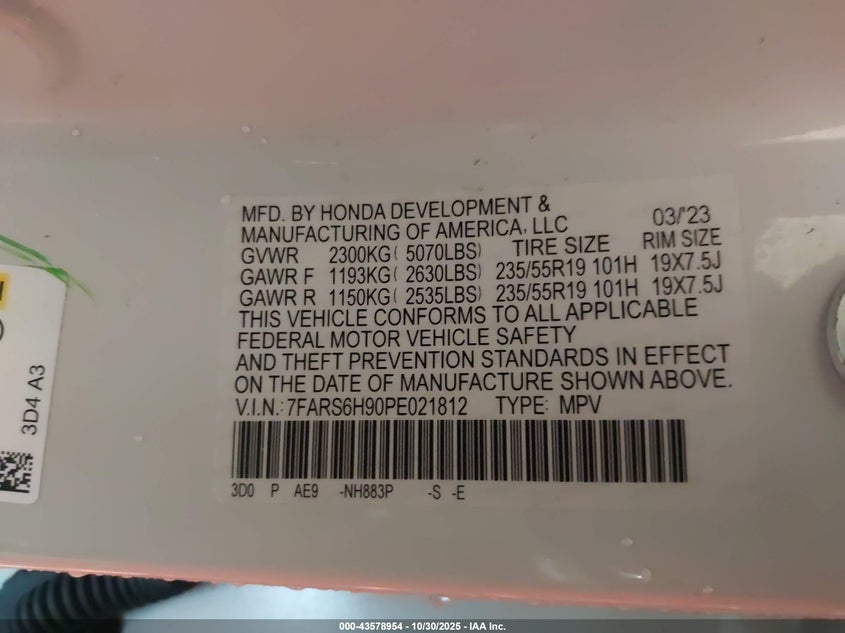 MFD. BY HONDA DEVELOPMENT &
MANUFACTURING OF AMERICA, LLC 03/'23
GVWR 2300KG( 5070LBS) TIRE SIZE RIM SIZE
GAWR F 1193KG( 2630LBS) 235/55R19 101H 19X7.5J
GAWR R 1150KG( 2535LBS) 235/55R19 101H 19X7.5J
THIS VEHICLE CONFORMS TO ALL APPLICABLE
FEDERAL MOTOR VEHICLE SAFETY
AND THEFT PREVENTION STANDARDS IN EFFECT
ON THE DATE OF MANUFACTURE SHOWN ABOVE.
V.I.N.:7FARS6H90PE021812 TYPE: MPV
3D0 P AE9 -NH883P -S -E
3D4 A3
000-43578954 - 10/30/2025 - IAA Inc.